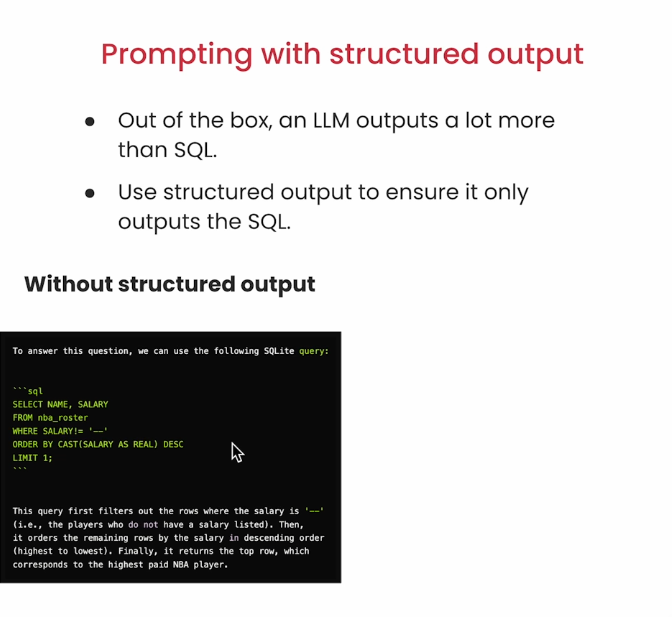 Prompting with structured output
● Out of the box, an LLM outputs a lot more
than SQL.
● Use structured output to ensure it only
outputs the SQL.
Without structured output
To answer this question, we can use the following SQLite query:
```sql
SELECT NAME, SALARY
FROM nba_roster
WHERE SALARY!= '--'
ORDER BY CAST(SALARY AS REAL) DESC
LIMIT 1;
```
This query first filters out the rows where the salary is '--'
(i.e., the players who do not have a salary listed). Then,
it orders the remaining rows by the salary in descending order
(highest to lowest). Finally, it returns the top row, which
corresponds to the highest paid NBA player.